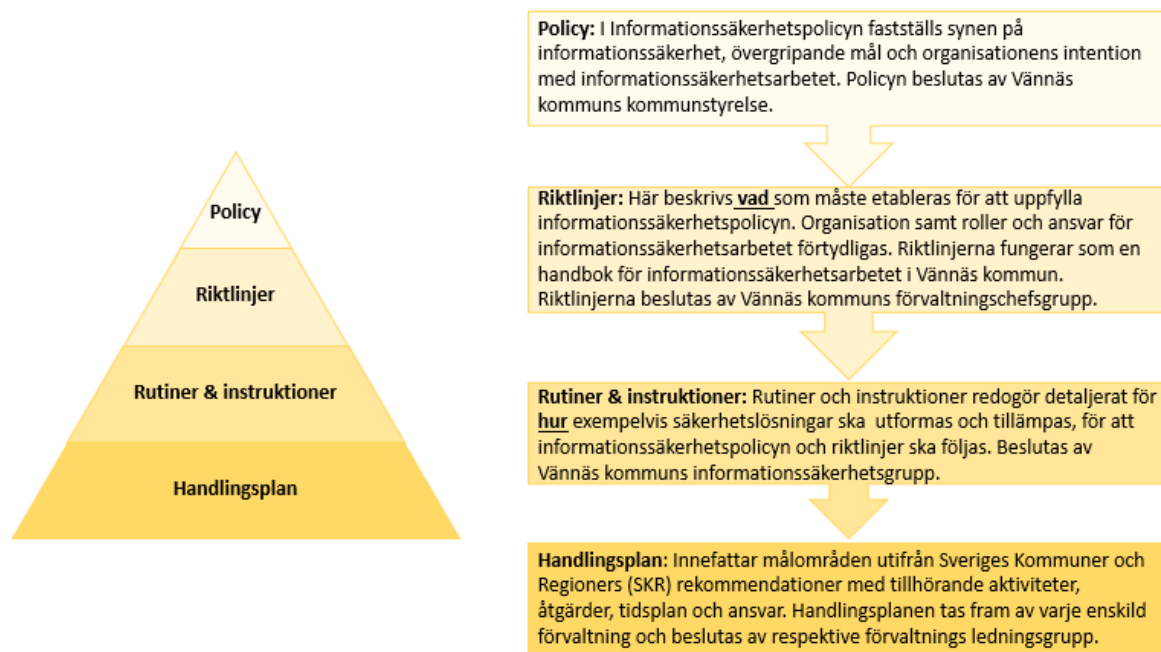 Policy
Riktlinjer
Rutiner & instruktioner
Handlingsplan
Policy: I Informationssäkerhetspolicyn fastställs synen på
informationssäkerhet, övergripande mål och organisationens intention
med informationssäkerhetsarbetet. Policyn beslutas av Vännäs
kommuns kommunstyrelse.
Riktlinjer: Här beskrivs vad som måste etableras för att uppfylla
informationssäkerhetspolicyn. Organisation samt roller och ansvar för
informationssäkerhetsarbetet förtydligas. Riktlinjerna fungerar som en
handbok för informationssäkerhetsarbetet i Vännäs kommun.
Riktlinjerna beslutas av Vännäs kommuns förvaltningschefsgrupp.
Rutiner & instruktioner: Rutiner och instruktioner redogör detaljerat för
hur exempelvis säkerhetslösningar ska utformas och tillämpas, för att
informationssäkerhetspolicyn och riktlinjer ska följas. Beslutas av
Vännäs kommuns informationssäkerhetsgrupp.
Handlingsplan: Innefattar målområden utifrån Sveriges Kommuner och
Regioners (SKR) rekommendationer med tillhörande aktiviteter,
åtgärder, tidsplan och ansvar. Handlingsplanen tas fram av varje enskild
förvaltning och beslutas av respektive förvaltnings ledningsgrupp.